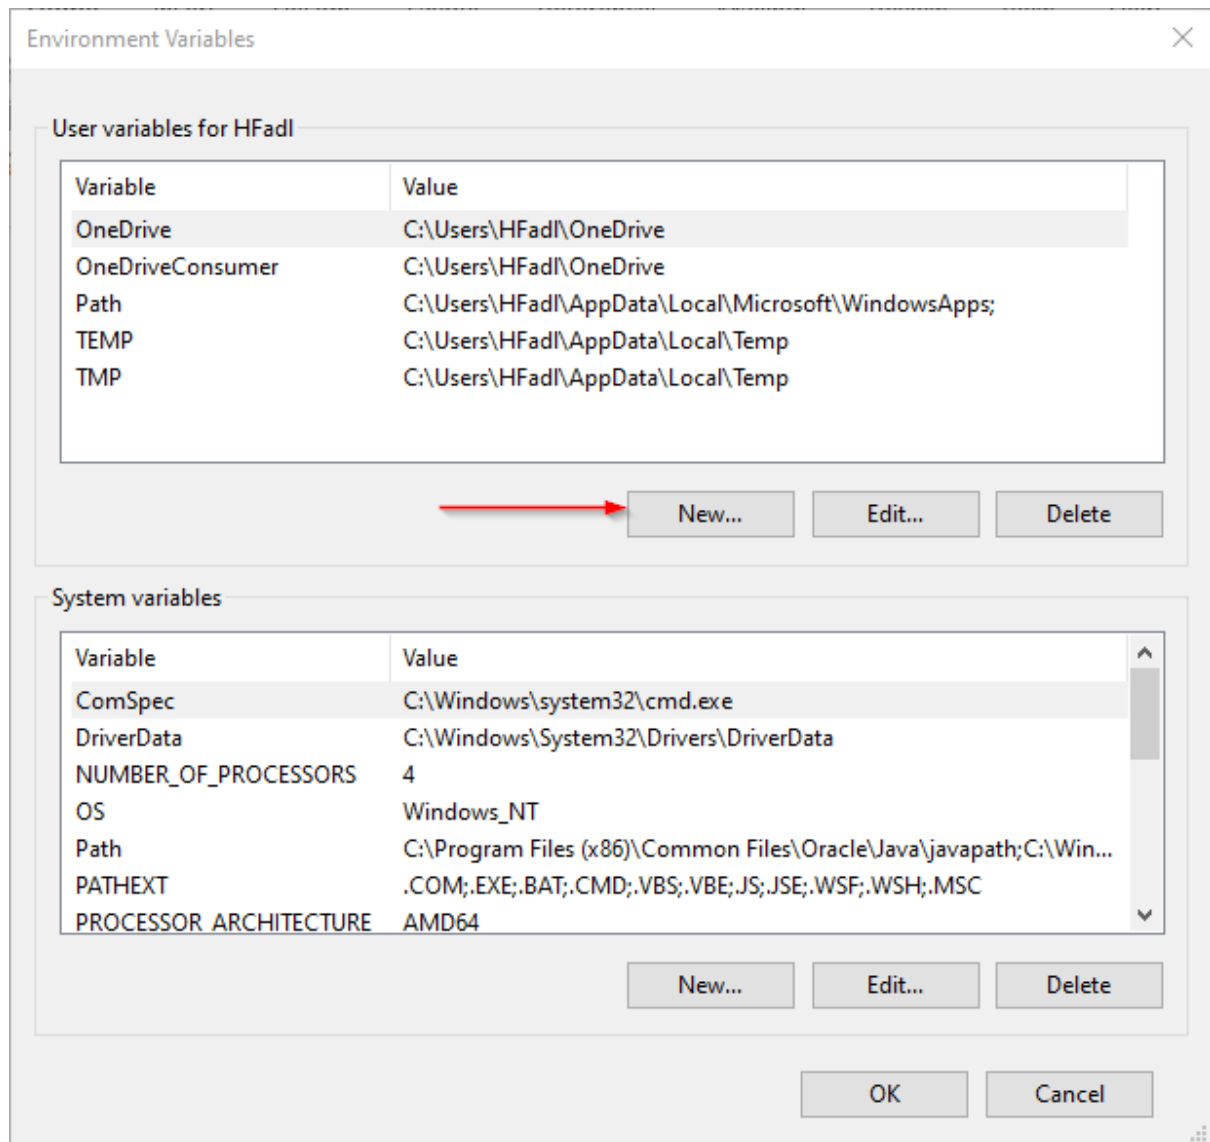 Environment Variables
User variables for HFadl
Variable Value
OneDrive C:\Users\HFadl\OneDrive
OneDriveConsumer C:\Users\HFadl\OneDrive
Path C:\Users\HFadl\AppData\Local\Microsoft\WindowsApps;
TEMP C:\Users\HFadl\AppData\Local\Temp
TMP C:\Users\HFadl\AppData\Local\Temp
New... Edit... Delete
System variables
Variable Value
ComSpec C:\Windows\system32\cmd.exe
DriverData C:\Windows\System32\Drivers\DriverData
NUMBER_OF_PROCESSORS 4
OS Windows_NT
Path C:\Program Files (x86)\Common Files\Oracle\Java\javapath;C:\Win...
PATHEXT .COM;.EXE;.BAT;.CMD;.VBS;.VBE;.JS;.JSE;.WSF;.WSH;.MSC
PROCESSOR_ARCHITECTURE AMD64
New... Edit... Delete
OK Cancel